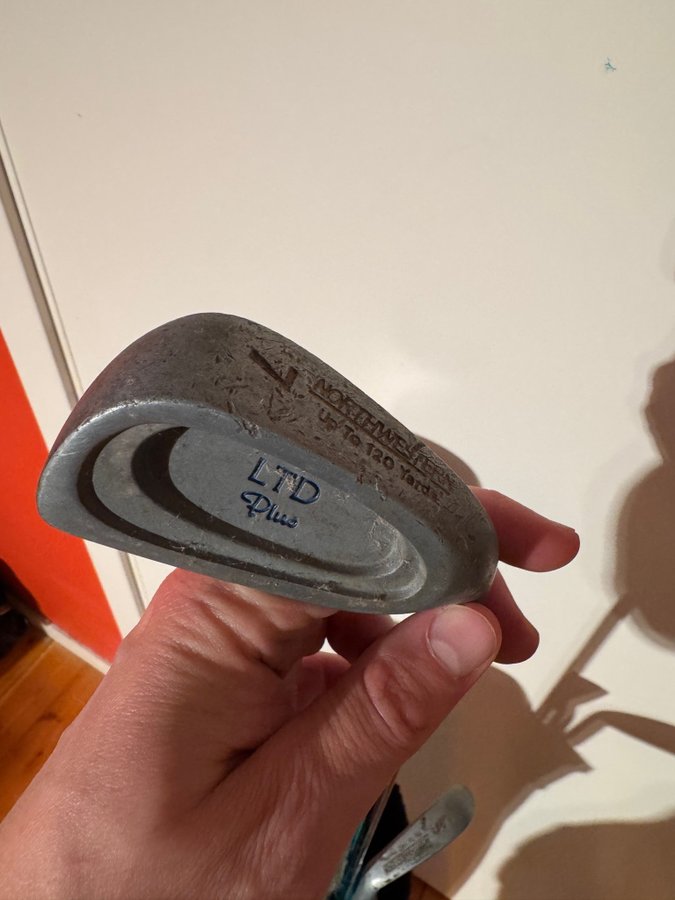 7
NORTHWESTERN
Up To 120 Yards
LTD
Plus